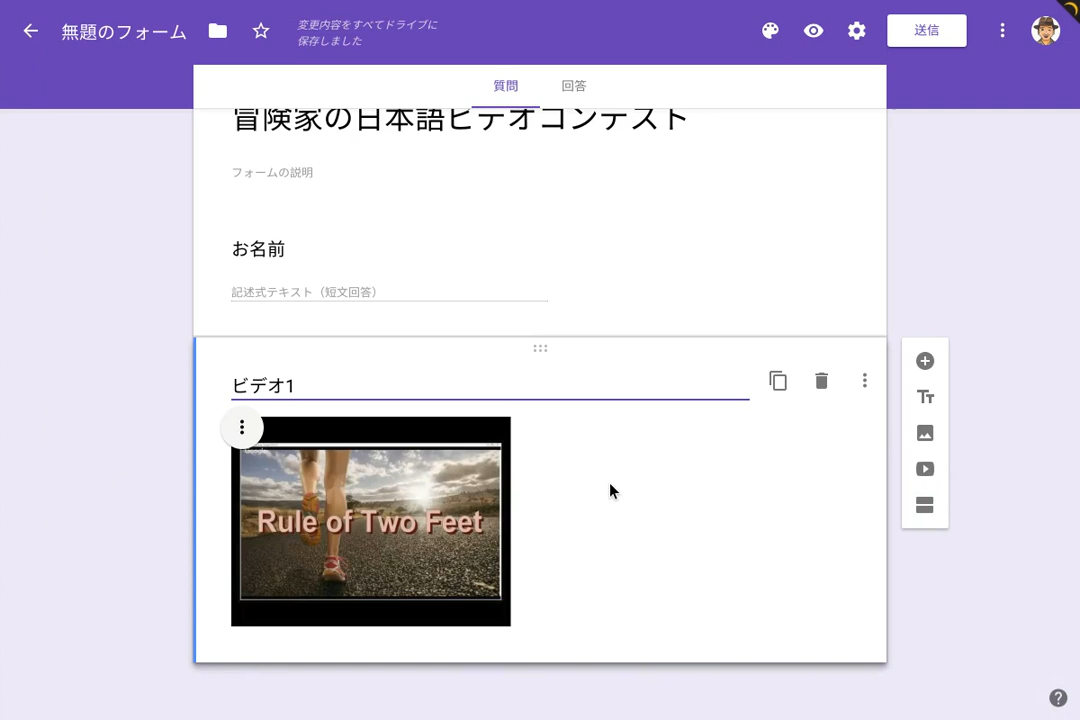 無題のフォーム
変更内容をすべてドライブに
保存しました
送信
質問
回答
冒険家の日本語ビデオコンテスト
フォームの説明
お名前
記述式テキスト（短文回答）
ビデオ1
Rule of Two Feet